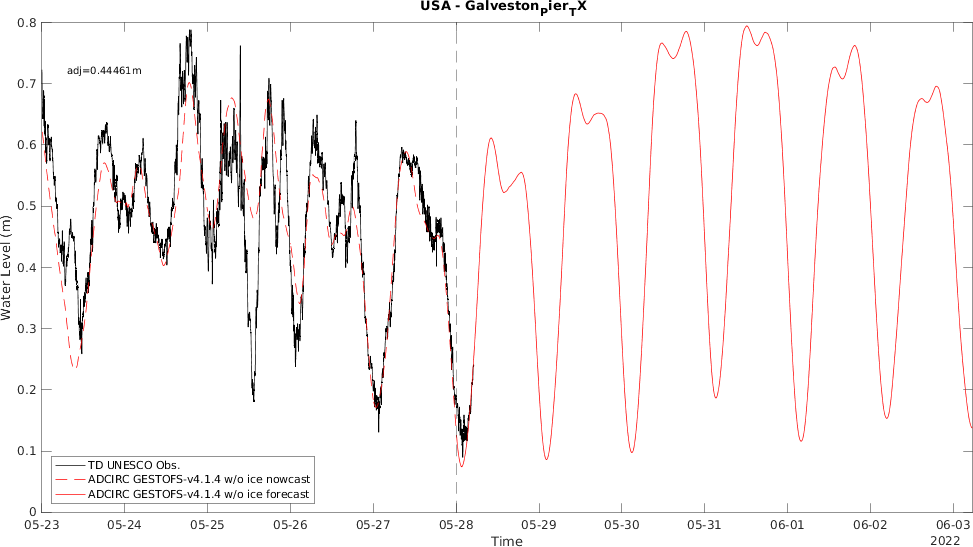 USA - GalvestonPierTX
adj=0.44461m
0.8
0.7
0.6
0.5
0.4
0.3
0.2
0.1
0
Water Level (m)
TD UNESCO Obs.
ADCIRC GESTOFS-v4.1.4 w/o ice nowcast
ADCIRC GESTOFS-v4.1.4 w/o ice forecast
05-23 05-24 05-25 05-26 05-27 05-28 05-29 05-30 05-31 06-01 06-02 06-03
Time
2022